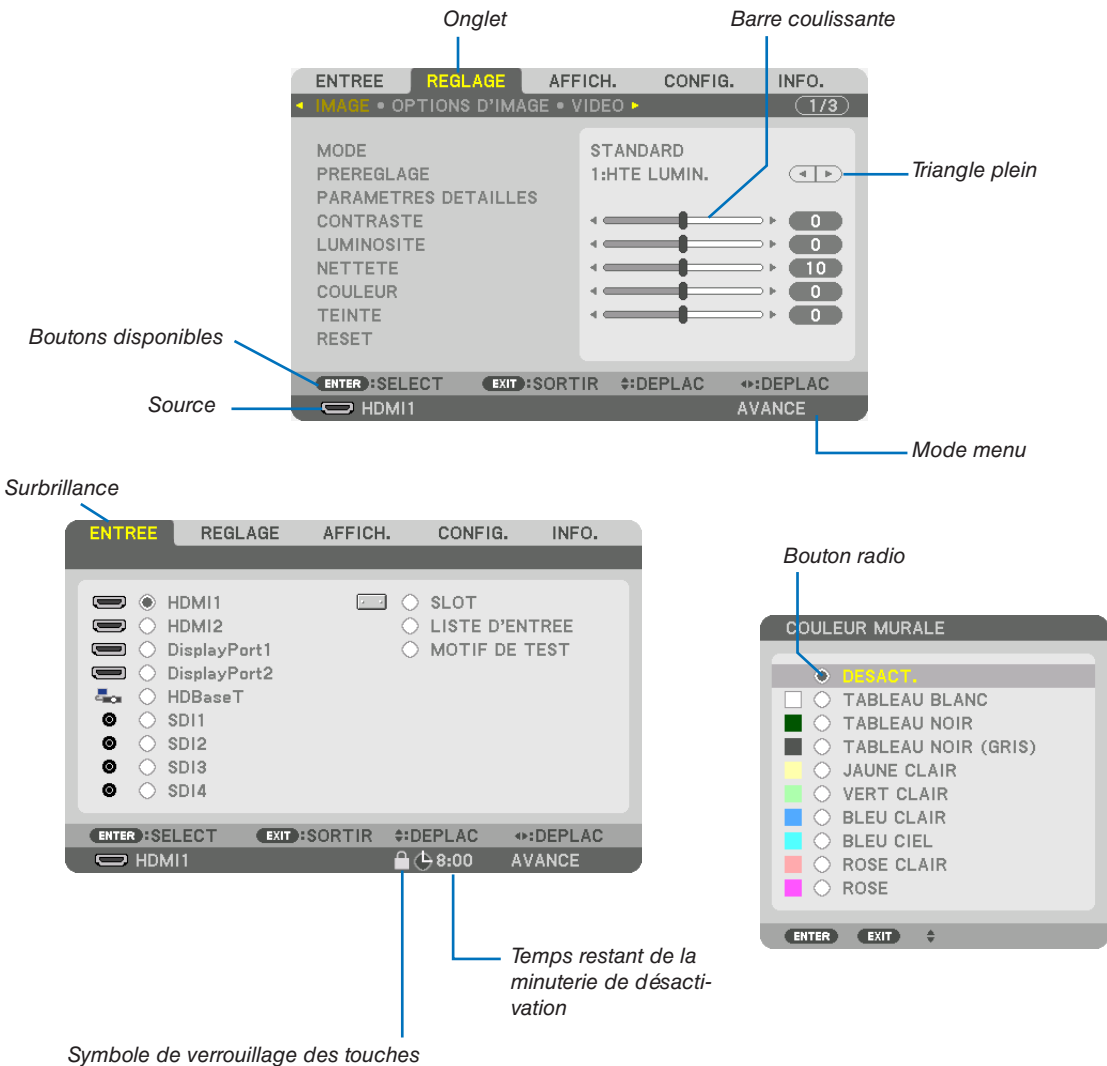 Onglet
Barre coulissante
ENTREE REGLAGE AFFICH. CONFIG. INFO.
IMAGE • OPTIONS D'IMAGE • VIDEO 1/3
MODE STANDARD
PREREGLAGE 1:HTE LUMIN.
Triangle plein
PARAMETRES DETAILLES
CONTRASTE 0
LUMINOSITE 0
NETTETE 10
COULEUR 0
TEINTE 0
RESET
Boutons disponibles
ENTER :SELECT EXIT :SORTIR :DEPLAC :DEPLAC
Source
HDMI1 AVANCE
Mode menu
Surbrillance
ENTREE REGLAGE AFFICH. CONFIG. INFO.
HDMI1 SLOT
HDMI2 LISTE D'ENTREE
DisplayPort1 MOTIF DE TEST
DisplayPort2
HDBaseT
SDI1
SDI2
SDI3
SDI4
ENTER :SELECT EXIT :SORTIR :DEPLAC :DEPLAC
HDMI1 8:00 AVANCE
Bouton radio
COULEUR MURALE
DESACT.
TABLEAU BLANC
TABLEAU NOIR
TABLEAU NOIR (GRIS)
JAUNE CLAIR
VERT CLAIR
BLEU CLAIR
BLEU CIEL
ROSE CLAIR
ROSE
ENTER EXIT
Temps restant de la
minuterie de désacti-
vation
Symbole de verrouillage des touches